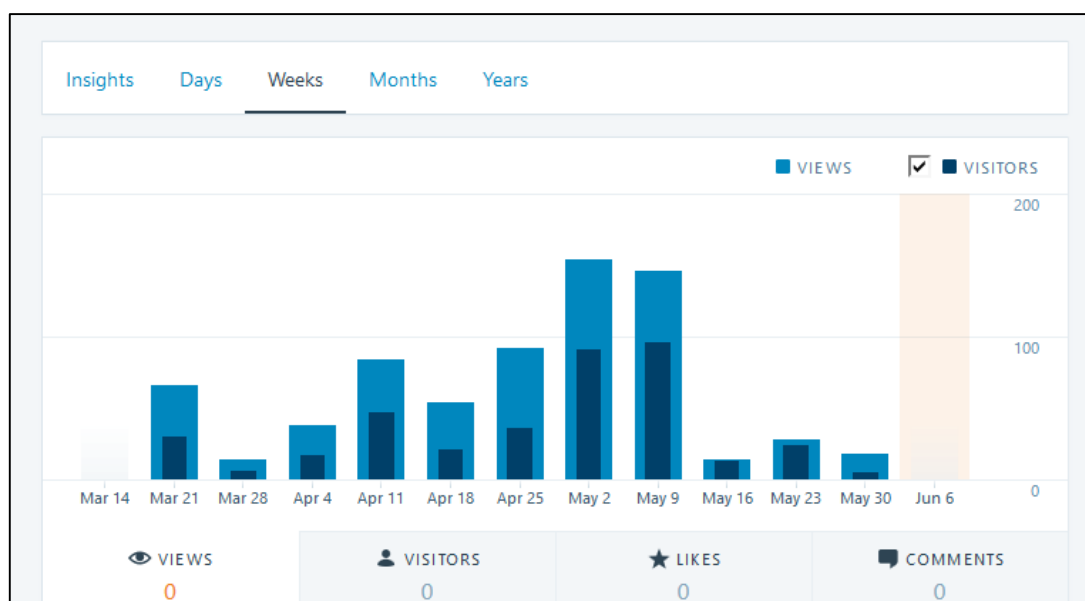 Insights Days Weeks Months Years
VIEWS VISITORS
200
100
0
Mar 14 Mar 21 Mar 28 Apr 4 Apr 11 Apr 18 Apr 25 May 2 May 9 May 16 May 23 May 30 Jun 6
VIEWS VISITORS LIKES COMMENTS
0 0 0 0